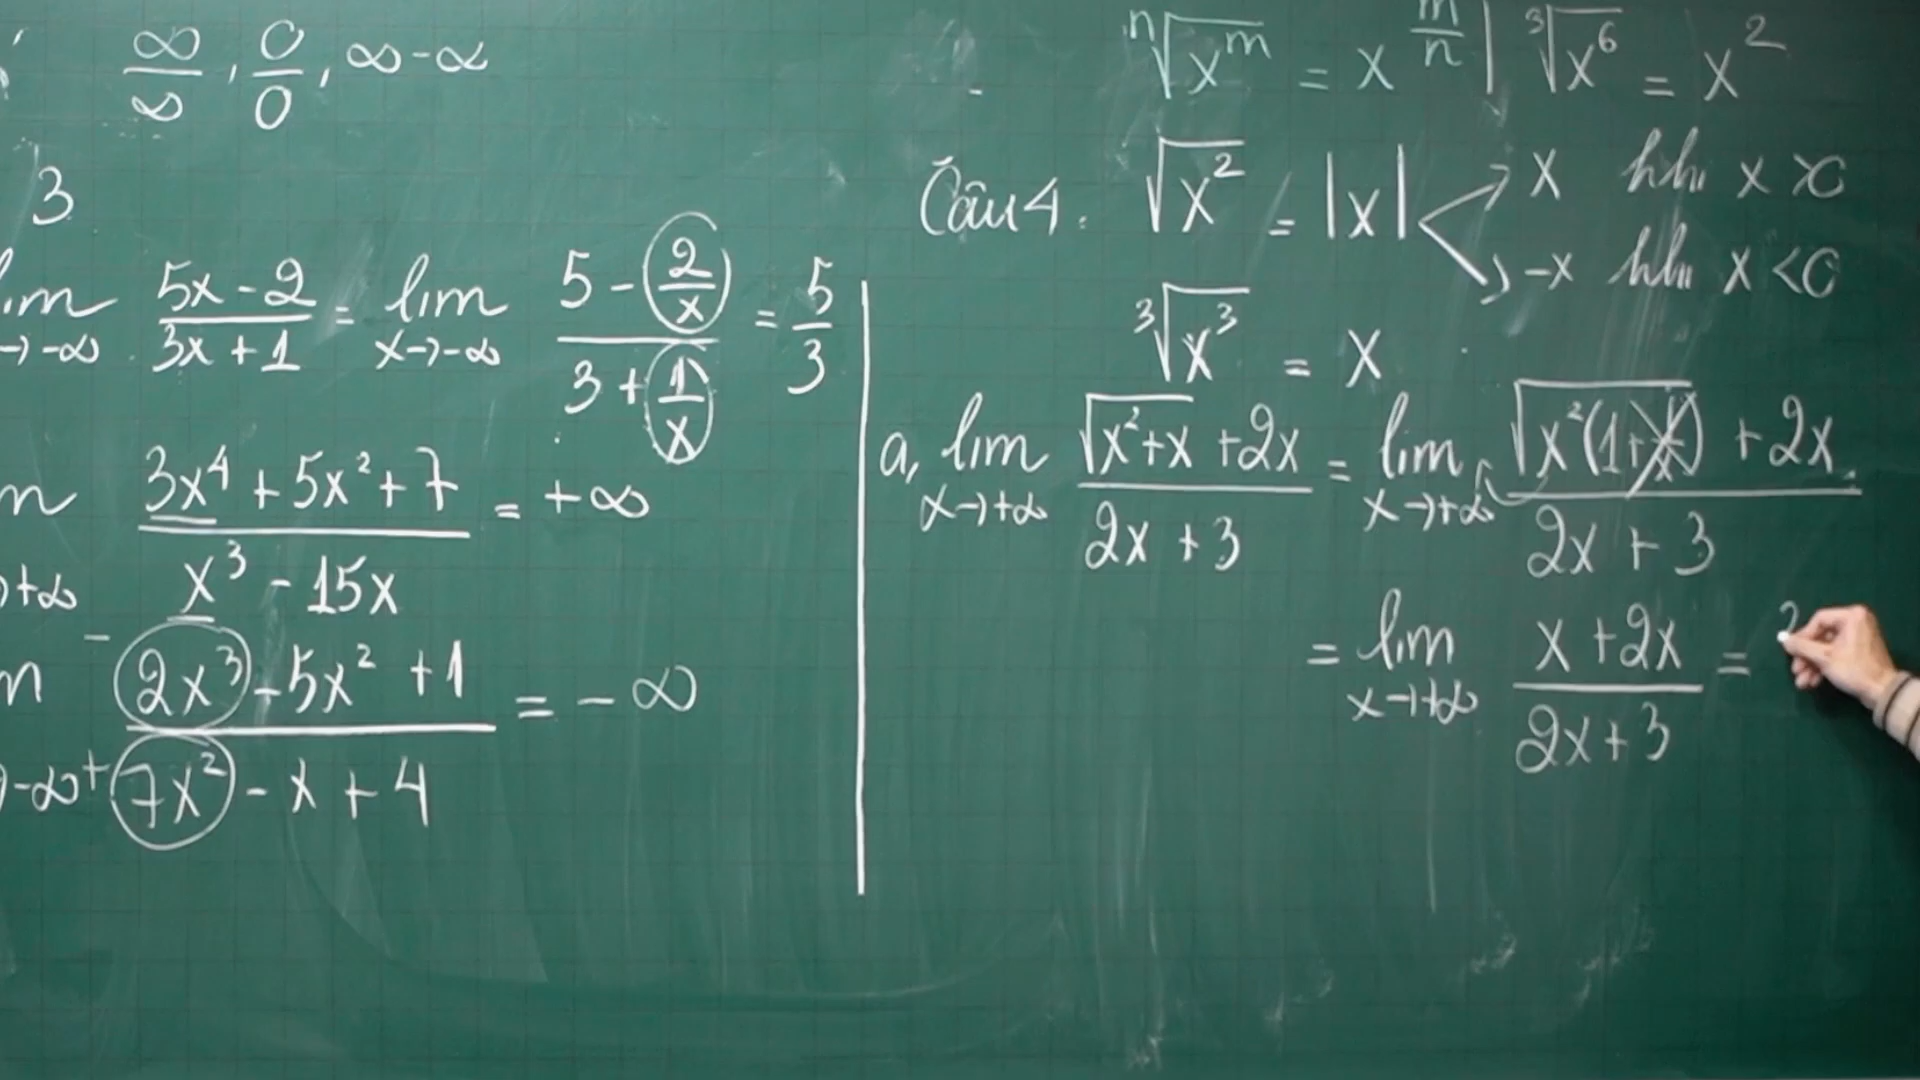 ∞/∞, 0/0, ∞-∞
3
lim x→-∞ (5x-2)/(3x+1) = lim x→-∞ (5-2/x)/(3+1/x) = 5/3
(3x⁴+5x²+7)/(x³-15x) = +∞
→+∞
(2x³-5x²+1)/(7x²-x+4) = -∞
→-∞
ⁿ√xᵐ = x^(m/n) | ³√x⁶ = x²
Câu 4: √x² = |x|
x khi x >0
-x khi x <0
³√x³ = x
a, lim x→+∞ (√(x²+x)+2x)/(2x+3) = lim x→+∞ (√(x²(1+1/x))+2x)/(2x+3)
= lim x→+∞ (x+2x)/(2x+3) =